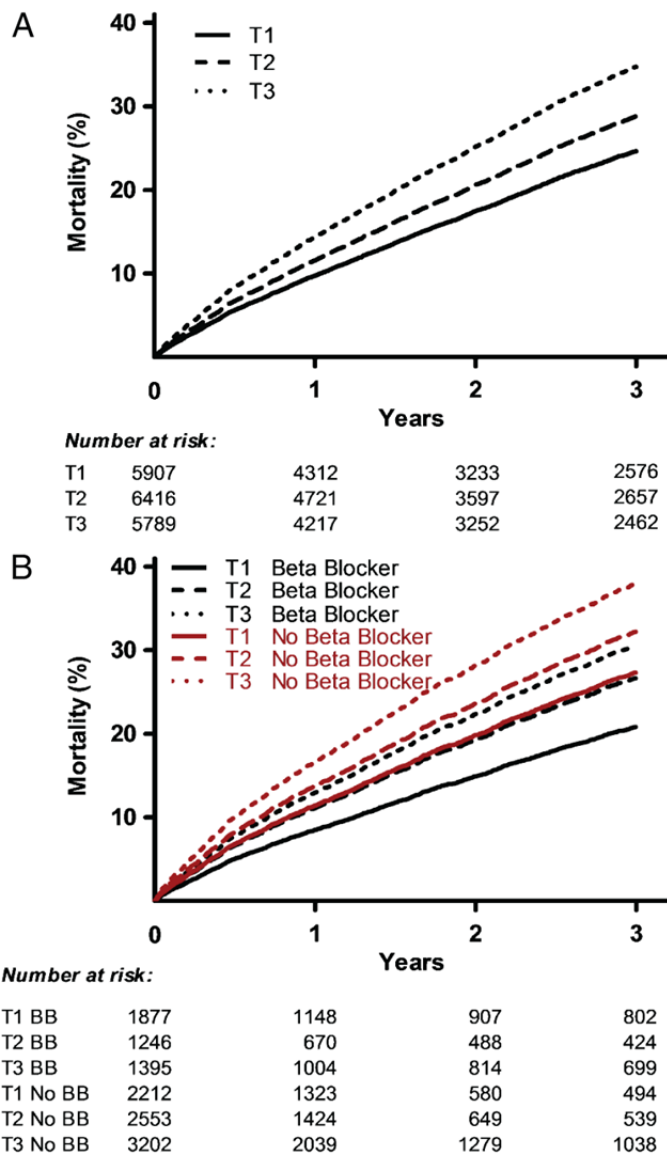 A
40
T1
T2
T3
30
Mortality (%)
20
10
0 1 2 3
Years
Number at risk:
T1 5907 4312 3233 2576
T2 6416 4721 3597 2657
T3 5789 4217 3252 2462
B
40
T1 Beta Blocker
T2 Beta Blocker
T3 Beta Blocker
T1 No Beta Blocker
T2 No Beta Blocker
T3 No Beta Blocker
30
Mortality (%)
20
10
0 1 2 3
Years
Number at risk:
T1 BB 1877 1148 907 802
T2 BB 1246 670 488 424
T3 BB 1395 1004 814 699
T1 No BB 2212 1323 580 494
T2 No BB 2553 1424 649 539
T3 No BB 3202 2039 1279 1038